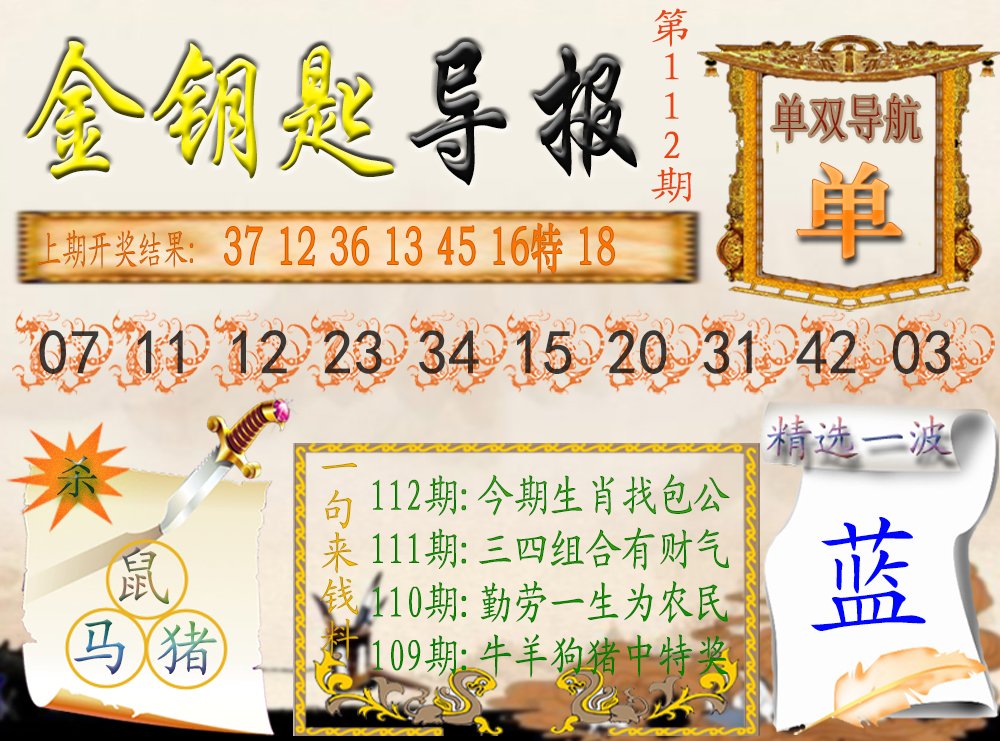 金钥匙导报
第112期
单双导航
单
上期开奖结果: 37 12 36 13 45 16特 18
07 11 12 23 34 15 20 31 42 03
杀
鼠
马 猪
一句来钱料
112期: 今期生肖找包公
111期: 三四组合有财气
110期: 勤劳一生为农民
109期: 牛羊狗猪中特奖
精选一波
蓝